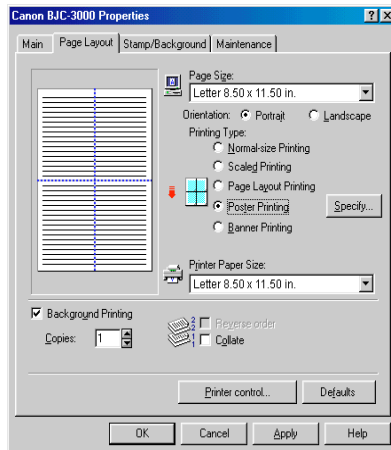 Canon BJC-3000 Properties
Main
Page Layout
Stamp/Background
Maintenance
Page Size:
Letter 8.50 x 11.50 in.
Orientation:
Portrait
Landscape
Printing Type:
Normal-size Printing
Scaled Printing
Page Layout Printing
Poster Printing
Specify...
Banner Printing
Printer Paper Size:
Letter 8.50 x 11.50 in.
Background Printing
Copies:
1
Reverse order
Collate
Printer control...
Defaults
OK
Cancel
Apply
Help